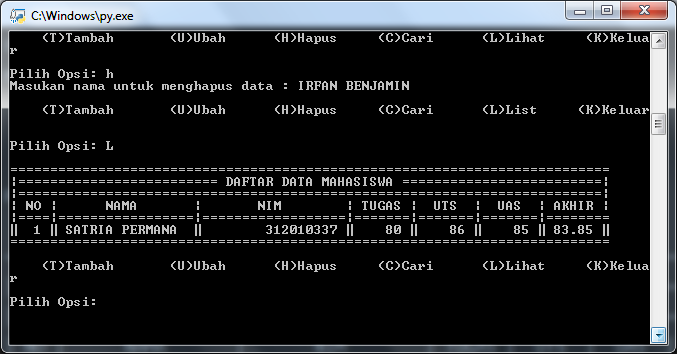 C:\Windows\py.exe
(T)Tambah (U)Ubah (H)Hapus (C)Cari (L)Lihat (K)Kelua
r
Pilih Opsi: h
Masukan nama untuk menghapus data : IRFAN BENJAMIN
(T)Tambah (U)Ubah (H)Hapus (C)Cari (L)List (K)Keluar
Pilih Opsi: L
==========================================================================
¦========================= DAFTAR DATA MAHASISWA =========================¦
¦========================================================================¦
¦ NO ¦ NAMA ¦ NIM ¦ TUGAS ¦ UTS ¦ UAS ¦ AKHIR ¦
==========================================================================
‖ 1 ‖ SATRIA PERMANA ‖ 312010337 ‖ 80 ‖ 86 ‖ 85 ‖ 83.85 ‖
==========================================================================
(T)Tambah (U)Ubah (H)Hapus (C)Cari (L)Lihat (K)Kelua
r
Pilih Opsi: